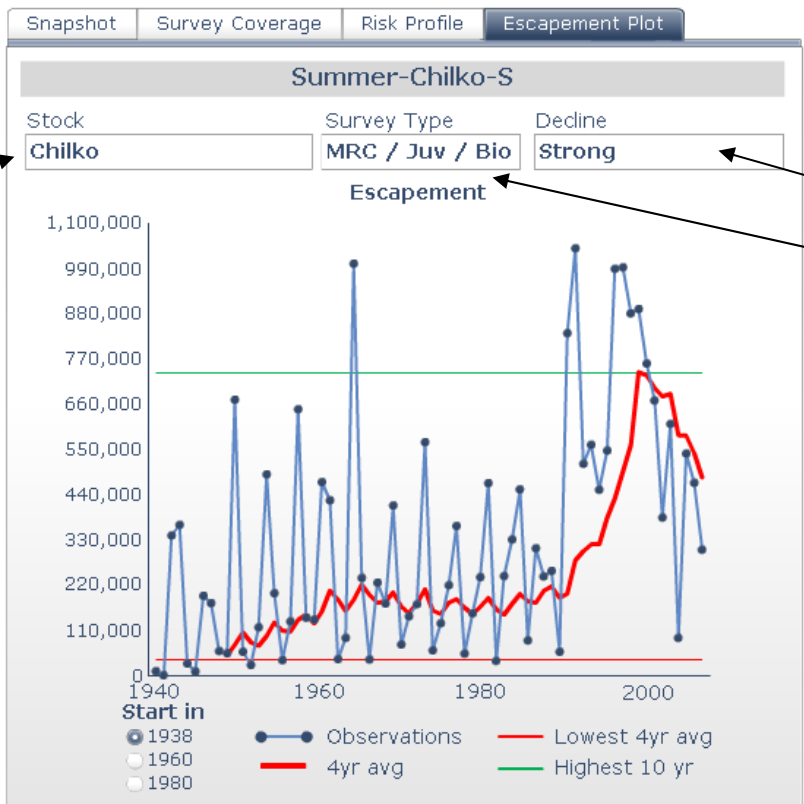 Snapshot Survey Coverage Risk Profile Escapement Plot
Summer-Chilko-S
Stock Survey Type Decline
Chilko MRC / Juv / Bio Strong
Escapement
1,100,000
990,000
880,000
770,000
660,000
550,000
440,000
330,000
220,000
110,000
0
1940 1960 1980 2000
Start in
1938 Observations Lowest 4yr avg
1960 4yr avg Highest 10 yr
1980